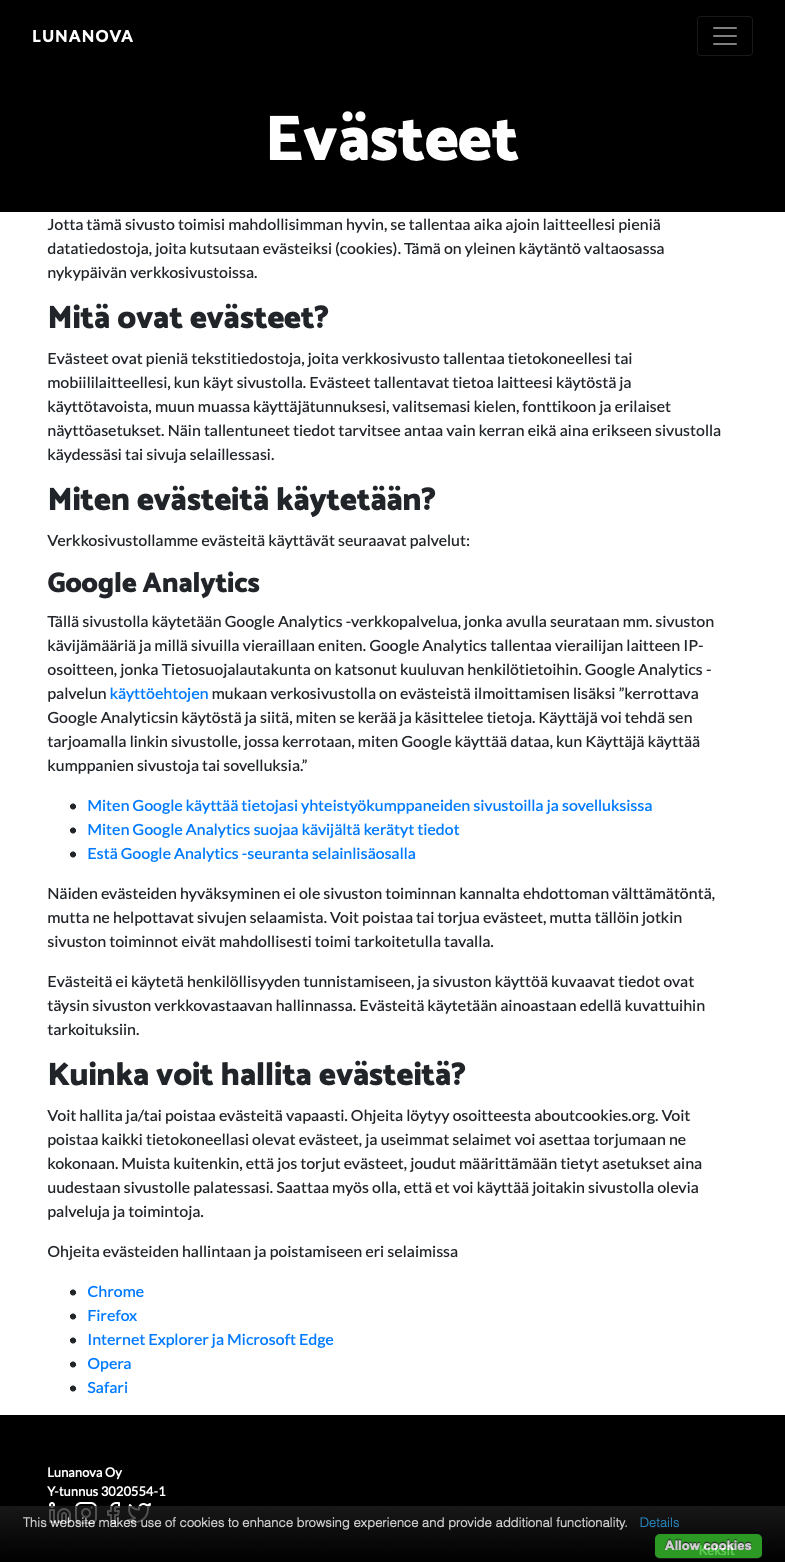 LUNANOVA
Evästeet
Jotta tämä sivusto toimisi mahdollisimman hyvin, se tallentaa aika ajoin laitteellesi pieniä
datatiedostoja, joita kutsutaan evästeiksi (cookies). Tämä on yleinen käytäntö valtaosassa
nykypäivän verkkosivustoissa.
Mitä ovat evästeet?
Evästeet ovat pieniä tekstitiedostoja, joita verkkosivusto tallentaa tietokoneellesi tai
mobiililaitteellesi, kun käyt sivustolla. Evästeet tallentavat tietoa laitteesi käytöstä ja
käyttötavoista, muun muassa käyttäjätunnuksesi, valitsemasi kielen, fonttikoon ja erilaiset
näyttöasetukset. Näin tallentuneet tiedot tarvitsee antaa vain kerran eikä aina erikseen sivustolla
käydessäsi tai sivuja selaillessasi.
Miten evästeitä käytetään?
Verkkosivustollamme evästeitä käyttävät seuraavat palvelut:
Google Analytics
Tällä sivustolla käytetään Google Analytics -verkkopalvelua, jonka avulla seurataan mm. sivuston
kävijämääriä ja millä sivuilla vieraillaan eniten. Google Analytics tallentaa vierailijan laitteen IP-
osoitteen, jonka Tietosuojalautakunta on katsonut kuuluvan henkilötietoihin. Google Analytics -
palvelun käyttöehtojen mukaan verkosivustolla on evästeistä ilmoittamisen lisäksi ”kerrottava
Google Analyticsin käytöstä ja siitä, miten se kerää ja käsittelee tietoja. Käyttäjä voi tehdä sen
tarjoamalla linkin sivustolle, jossa kerrotaan, miten Google käyttää dataa, kun Käyttäjä käyttää
kumppanien sivustoja tai sovelluksia.”
Miten Google käyttää tietojasi yhteistyökumppaneiden sivustoilla ja sovelluksissa
Miten Google Analytics suojaa kävijältä kerätyt tiedot
Estä Google Analytics -seuranta selainlisäosalla
Näiden evästeiden hyväksyminen ei ole sivuston toiminnan kannalta ehdottoman välttämätöntä,
mutta ne helpottavat sivujen selaamista. Voit poistaa tai torjua evästeet, mutta tällöin jotkin
sivuston toiminnot eivät mahdollisesti toimi tarkoitetulla tavalla.
Evästeitä ei käytetä henkilöllisyyden tunnistamiseen, ja sivuston käyttöä kuvaavat tiedot ovat
täysin sivuston verkkovastaavan hallinnassa. Evästeitä käytetään ainoastaan edellä kuvattuihin
tarkoituksiin.
Kuinka voit hallita evästeitä?
Voit hallita ja/tai poistaa evästeitä vapaasti. Ohjeita löytyy osoitteesta aboutcookies.org. Voit
poistaa kaikki tietokoneellasi olevat evästeet, ja useimmat selaimet voi asettaa torjumaan ne
kokonaan. Muista kuitenkin, että jos torjut evästeet, joudut määrittämään tietyt asetukset aina
uudestaan sivustolle palatessasi. Saattaa myös olla, että et voi käyttää joitakin sivustolla olevia
palveluja ja toimintoja.
Ohjeita evästeiden hallintaan ja poistamiseen eri selaimissa
Chrome
Firefox
Internet Explorer ja Microsoft Edge
Opera
Safari
Lunanova Oy
Y-tunnus 3020554-1
This website makes use of cookies to enhance browsing experience and provide additional functionality. Details
Allow cookies